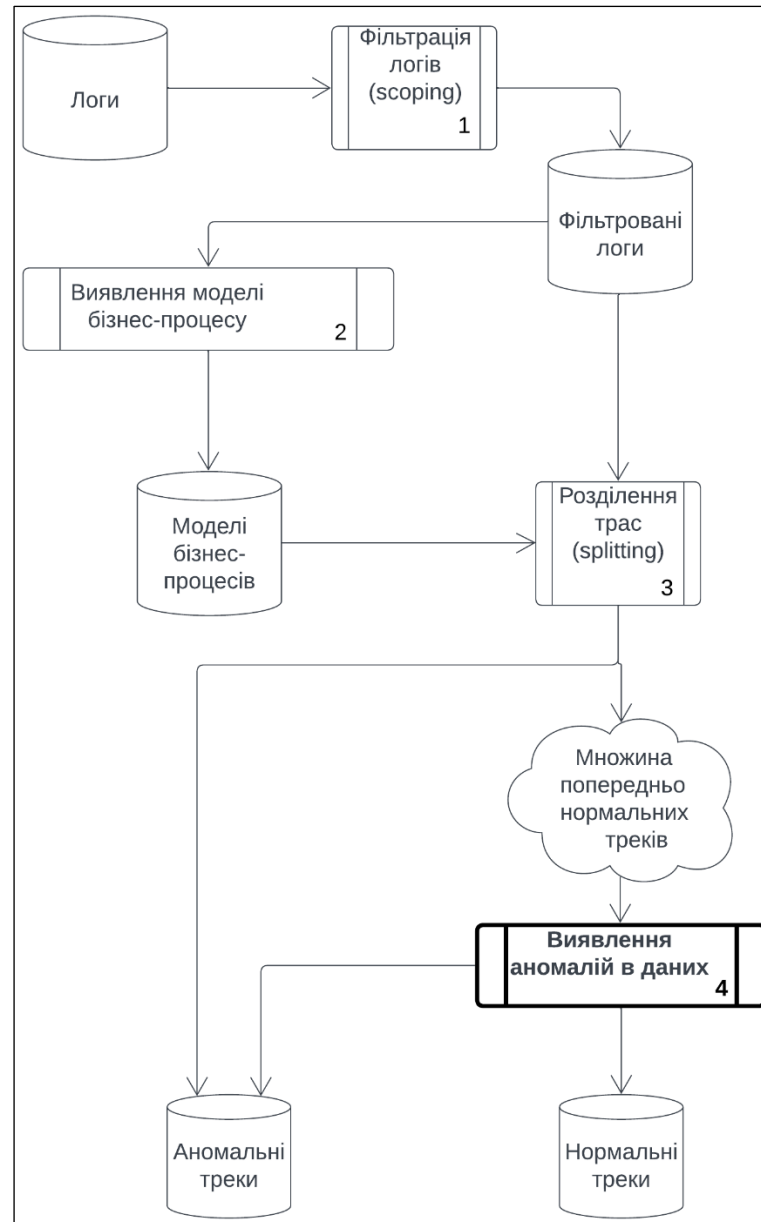 Логи
Фільтрація
логів
(scoping)
1
Фільтровані
логи
Виявлення моделі
бізнес-процесу
2
Моделі
бізнес-
процесів
Розділення
трас
(splitting)
3
Множина
попередньо
нормальних
треків
Виявлення
аномалій в даних
4
Аномальні
треки
Нормальні
треки